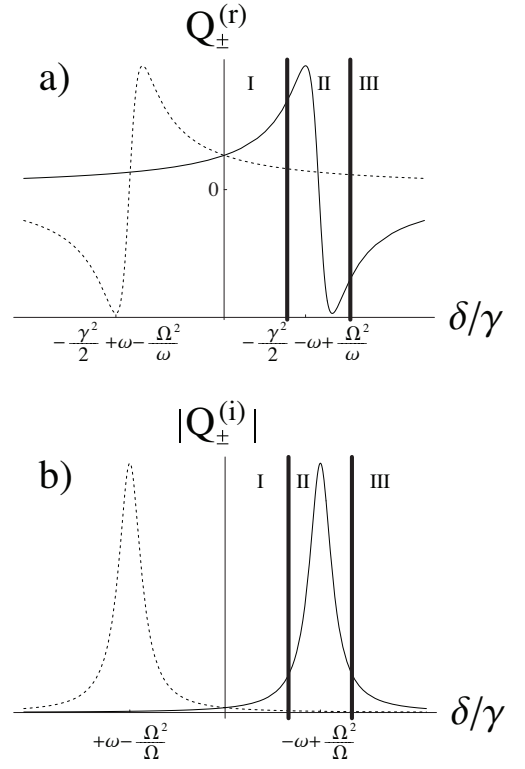 Q±^(r)
a)
I II III
0
δ/γ
-γ²/2 +ω- Ω²/ω
-γ²/2 -ω+ Ω²/ω
|Q±^(i)|
b)
I II III
δ/γ
+ω- Ω²/Ω
-ω+ Ω²/Ω